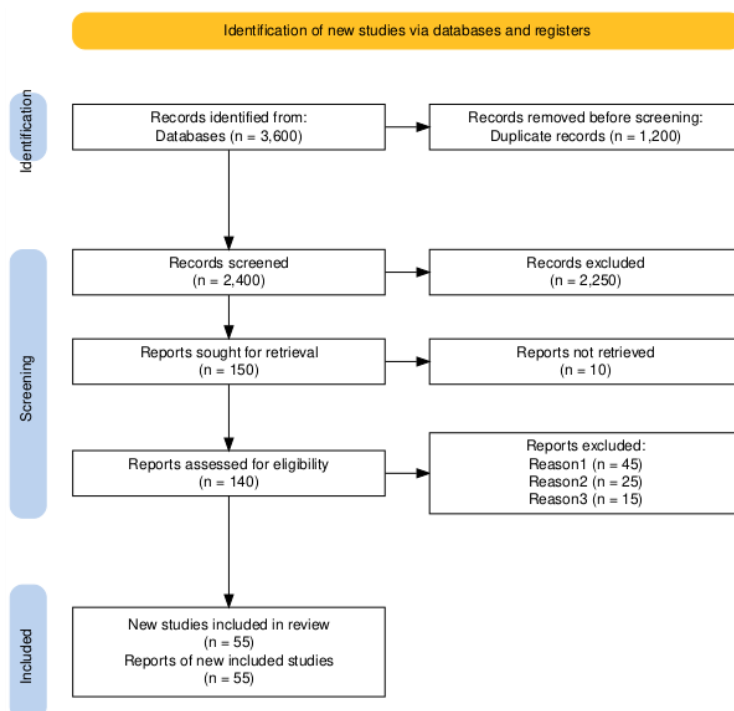 Identification of new studies via databases and registers
Identification
Records identified from:
Databases (n = 3,600)
Records removed before screening:
Duplicate records (n = 1,200)
Screening
Records screened
(n = 2,400)
Records excluded
(n = 2,250)
Reports sought for retrieval
(n = 150)
Reports not retrieved
(n = 10)
Reports assessed for eligibility
(n = 140)
Reports excluded:
Reason1 (n = 45)
Reason2 (n = 25)
Reason3 (n = 15)
Included
New studies included in review
(n = 55)
Reports of new included studies
(n = 55)